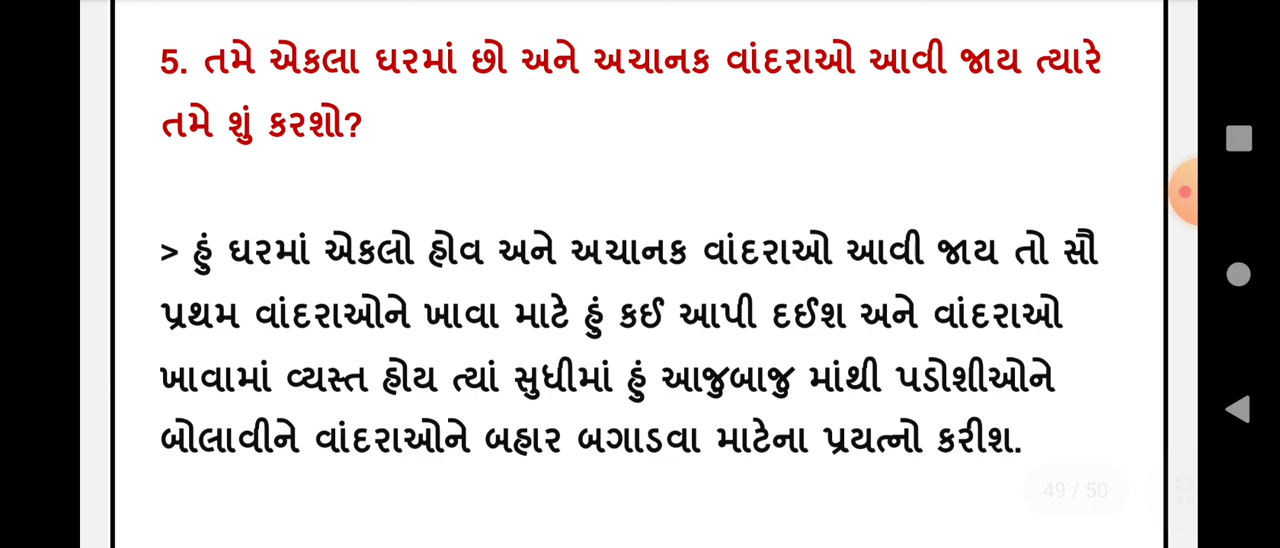 5. તમે એકલા ઘરમાં છો અને અચાનક વાંદરાઓ આવી જાય ત્યારે
તમે શું કરશો?
> હું ઘરમાં એકલો હોવ અને અચાનક વાંદરાઓ આવી જાય તો સૌ
પ્રથમ વાંદરાઓને ખાવા માટે હું કઈ આપી દઈશ અને વાંદરાઓ
ખાવામાં વ્યસ્ત હોય ત્યાં સુધીમાં હું આજુબાજુ માંથી પડોશીઓને
બોલાવીને વાંદરાઓને બહાર બગાડવા માટેના પ્રયત્નો કરીશ.
49 / 50